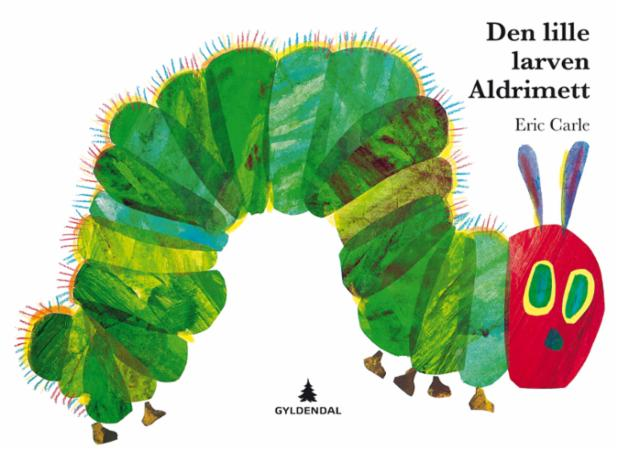 Den lille
larven
Aldrimett
Eric Carle
GYLDENDAL